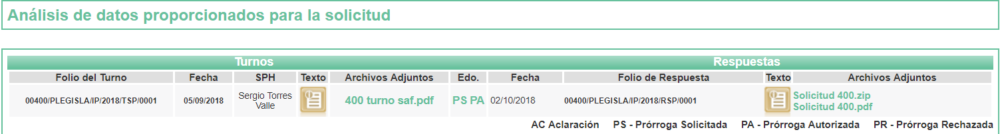 Análisis de datos proporcionados para la solicitud
Turnos Respuestas
Folio del Turno Fecha SPH Texto Archivos Adjuntos Edo. Fecha Folio de Respuesta Texto Archivos Adjuntos
00400/PLEGISLA/IP/2018/TSP/0001 05/09/2018 Sergio Torres Valle 400 turno saf.pdf PS PA 02/10/2018 00400/PLEGISLA/IP/2018/RSP/0001 Solicitud 400.zip
Solicitud 400.pdf
AC Aclaración PS - Prórroga Solicitada PA - Prórroga Autorizada PR - Prórroga Rechazada